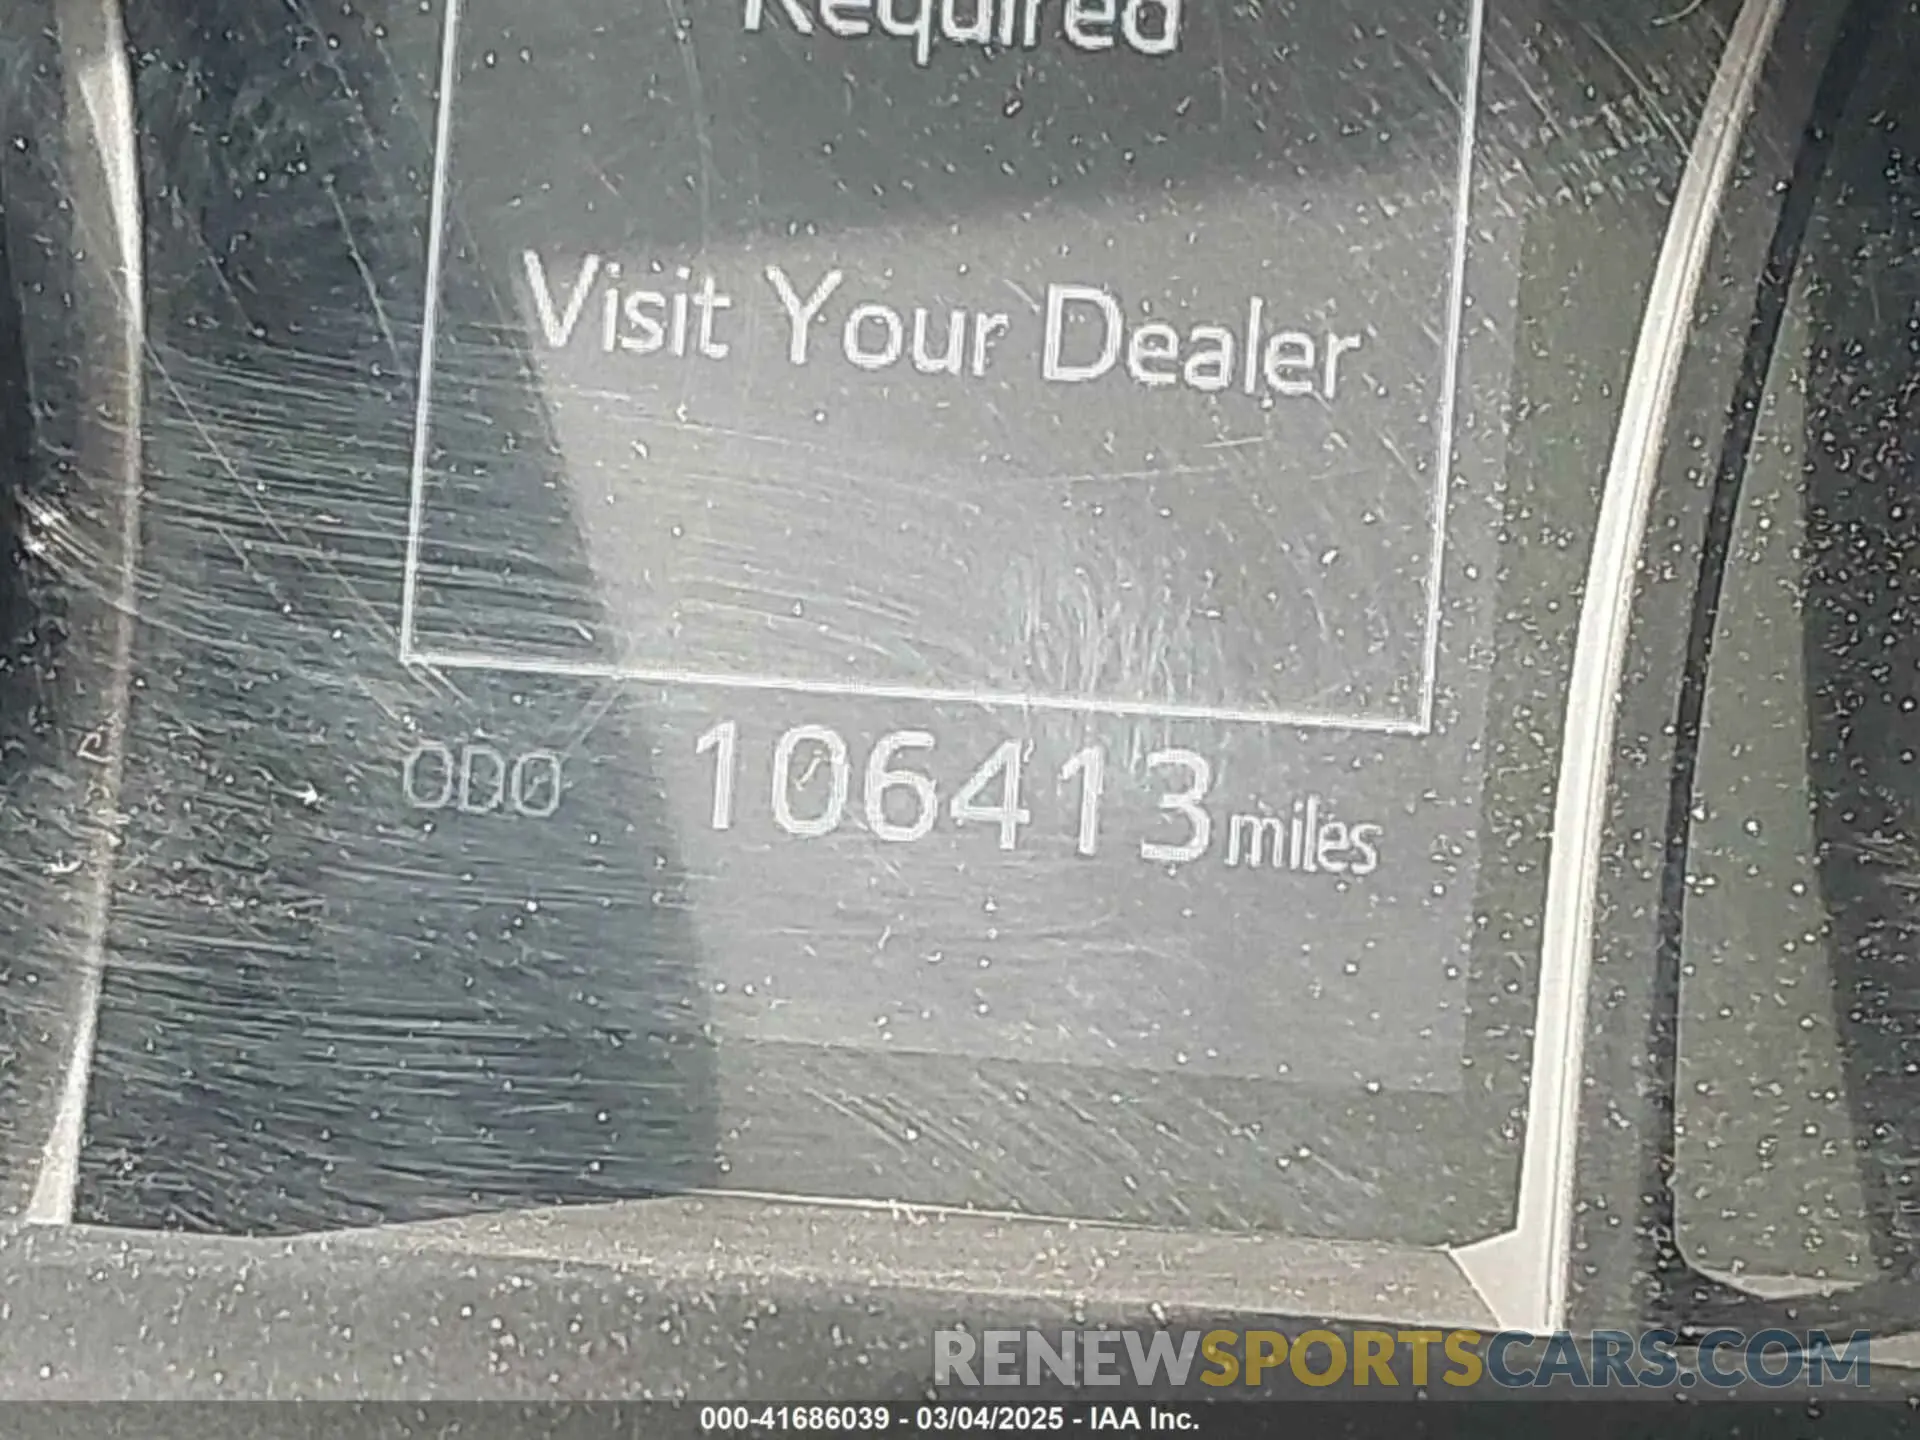 Required
Visit Your Dealer
ODO 106413 miles
RENEWSPORTSCARS.COM
000-41686039 - 03/04/2025 - IAA Inc.